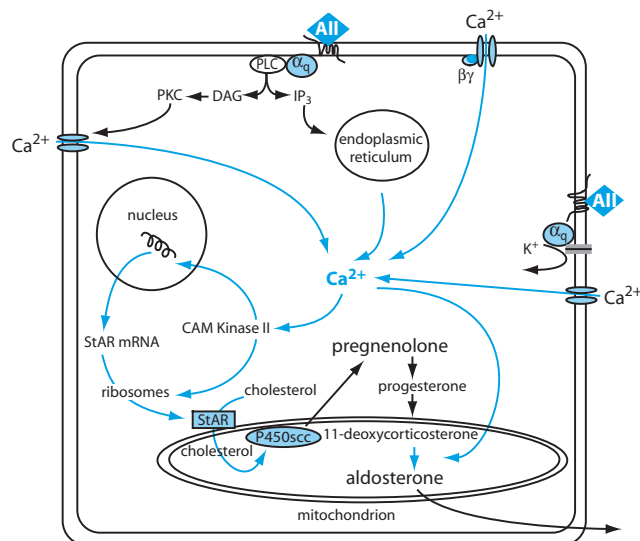 Ca²⁺
AII
PLC
αq
βγ
PKC
DAG
IP₃
Ca²⁺
endoplasmic
reticulum
AII
nucleus
αq
K⁺
Ca²⁺
Ca²⁺
CAM Kinase II
StAR mRNA
pregnenolone
ribosomes
cholesterol
progesterone
StAR
P450scc
11-deoxycorticosterone
cholesterol
aldosterone
mitochondrion